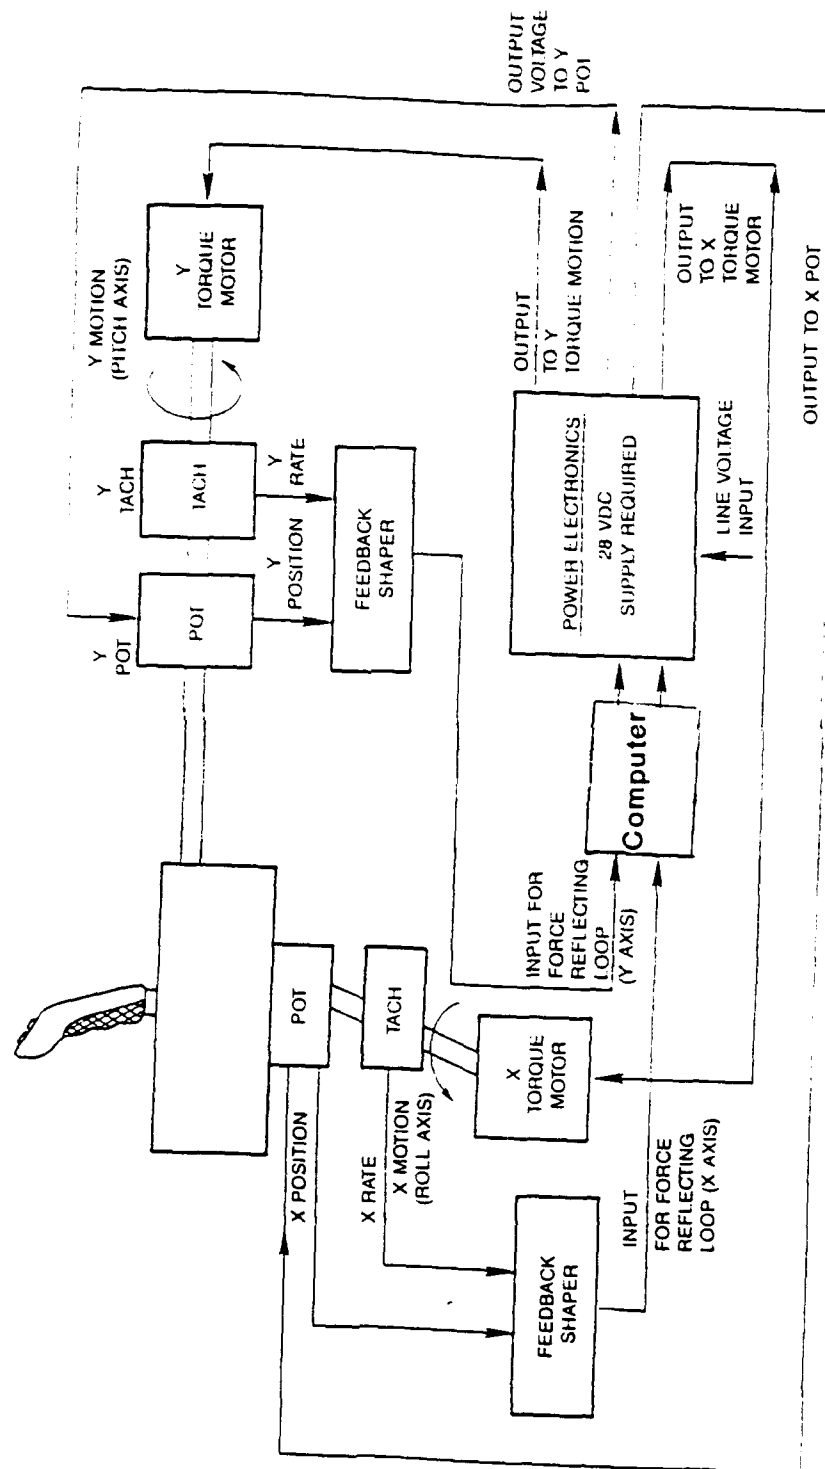 OUTPUT
VOLTAGE
TO Y
POT
Y MOTION
(PITCH AXIS)
Y
TORQUE
MOTOR
Y
TACH
TACH
Y
RATE
Y
POT
POT
Y
POSITION
FEEDBACK
SHAPER
OUTPUT
TO Y
TORQUE MOTION
OUTPUT
TO X
TORQUE
MOTOR
OUTPUT TO X POT
POWER ELECTRONICS
28 VDC
SUPPLY REQUIRED
LINE VOLTAGE
INPUT
Computer
INPUT FOR
FORCE
REFLECTING
LOOP
(Y AXIS)
POT
X POSITION
TACH
X RATE
X MOTION
(ROLL AXIS)
X
TORQUE
MOTOR
FEEDBACK
SHAPER
INPUT
FOR FORCE
REFLECTING
LOOP (X AXIS)